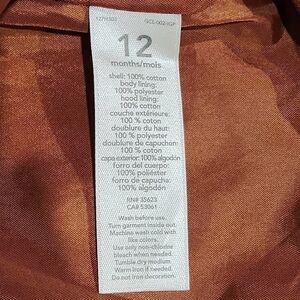 12
months/mois
shell: 100% cotton
body lining:
100% polyester
hood lining:
100% cotton
couche extérieure:
100 % coton
doublure du haut:
100 % polyester
doublure de capuchon:
100 % coton
capa exterior: 100% algodón
forro del cuerpo:
100% poliéster
forro de capucha:
100% algodón
RN# 35623
CA# 53061
Wash before use.
Turn garment inside out.
Machine wash cold with
like colors.
Use only non-chlorine
bleach when needed.
Tumble dry medium.
Warm iron if needed.
Do not iron decoration.